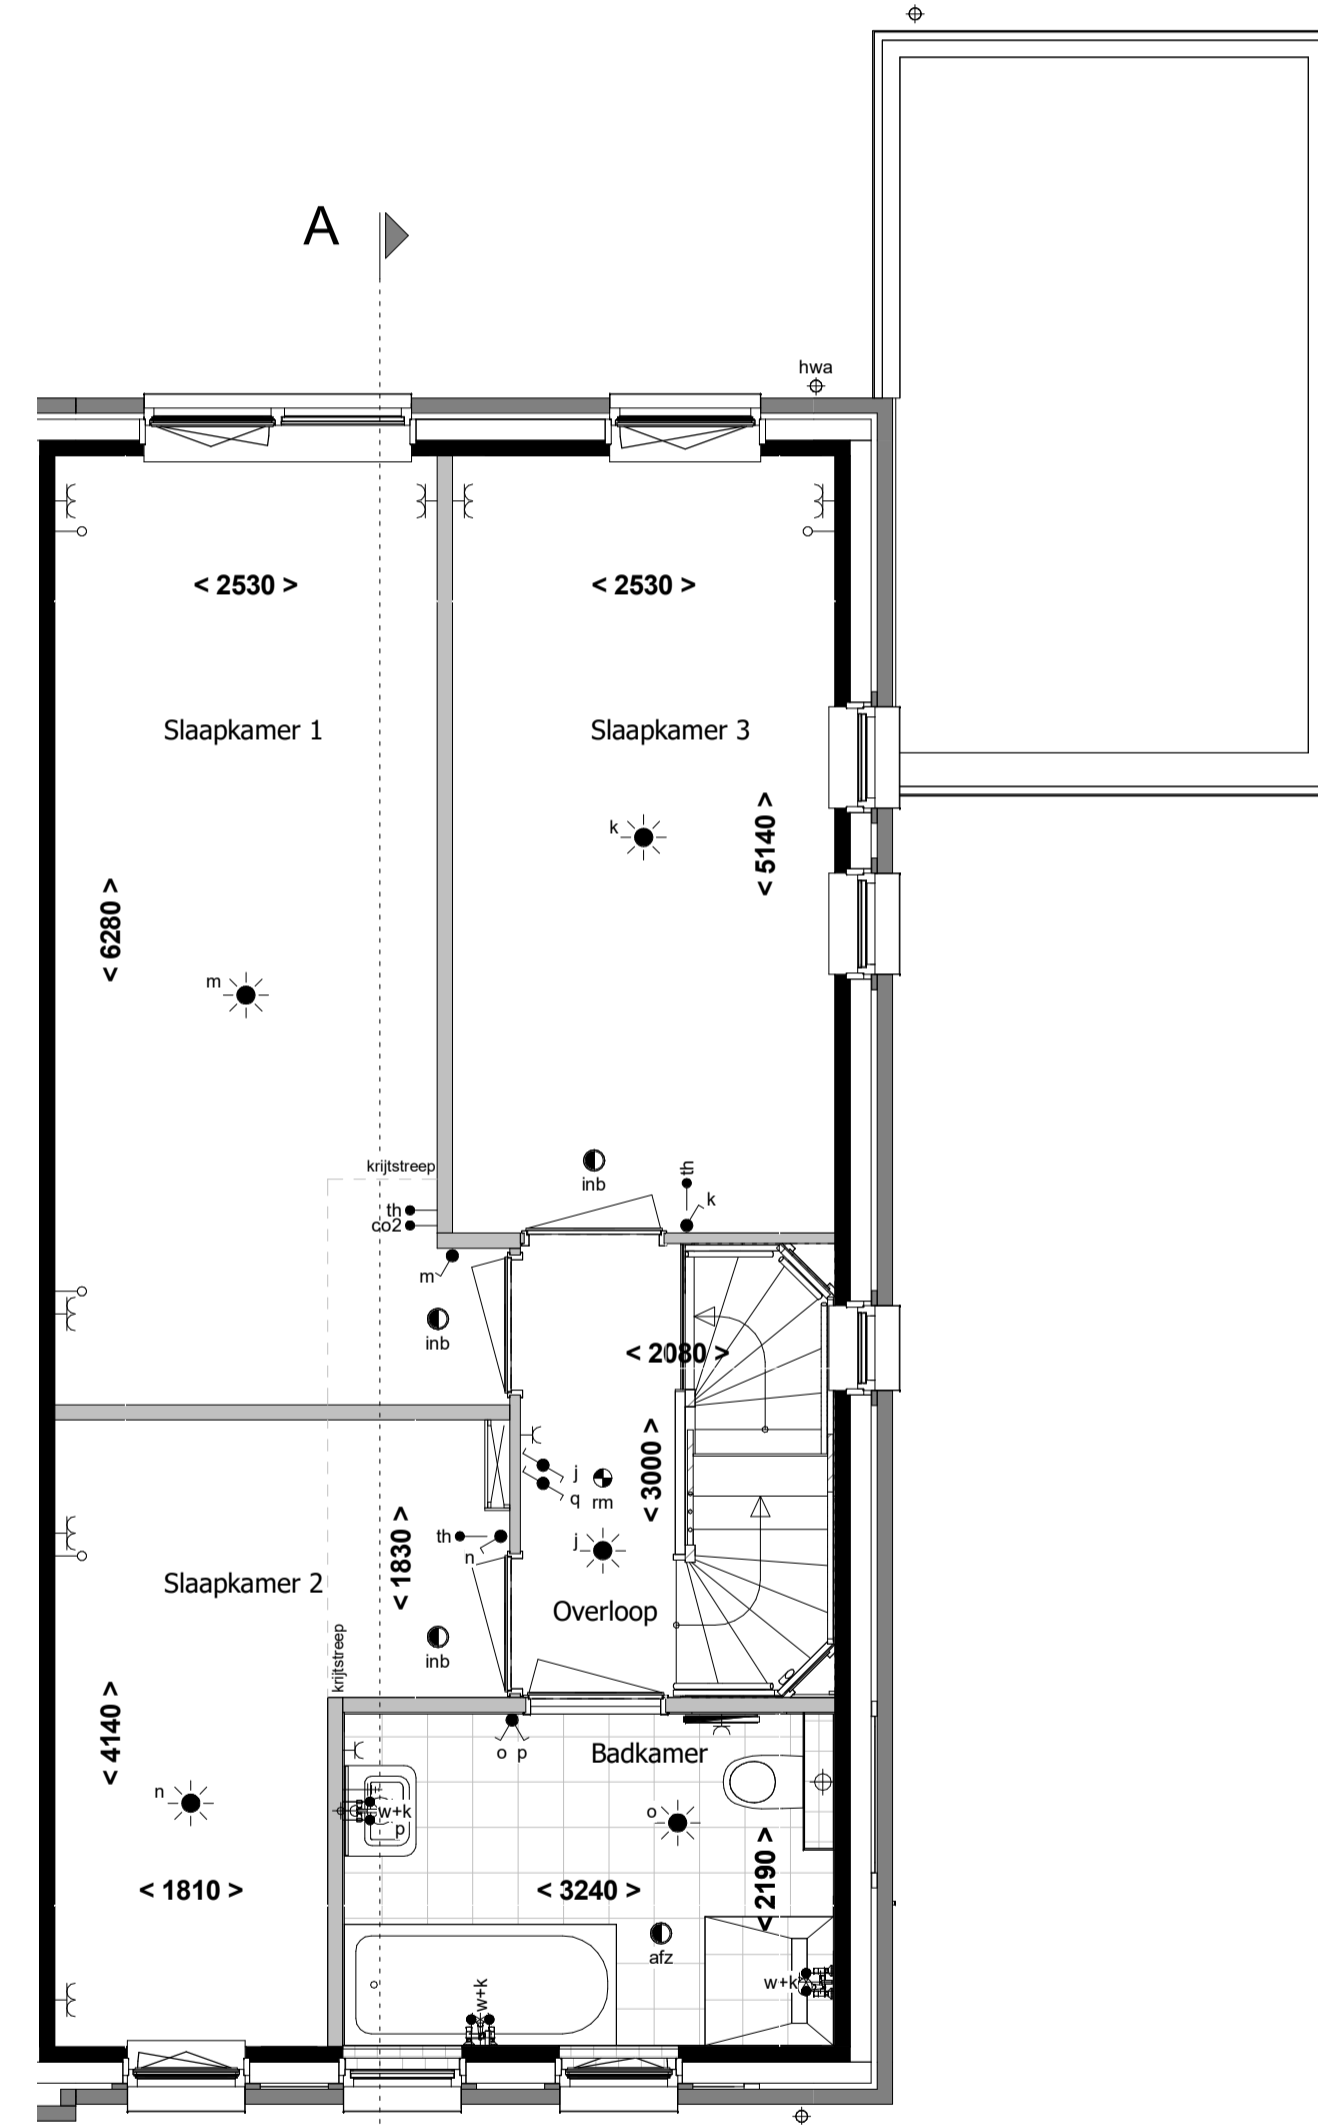 A
hwa
< 2530 >
< 2530 >
Slaapkamer 1
Slaapkamer 3
k
< 5140 >
< 6280 >
m
krijtstreep
inb
th
k
th
co2
m
inb
< 2080 >
< 3000 >
j
q
rm
j
th
n
< 1830 >
Slaapkamer 2
Overloop
inb
krijtstreep
o p
Badkamer
< 4140 >
n
w+k
p
o
< 2190 >
< 1810 >
< 3240 >
afz
w+k
w+k